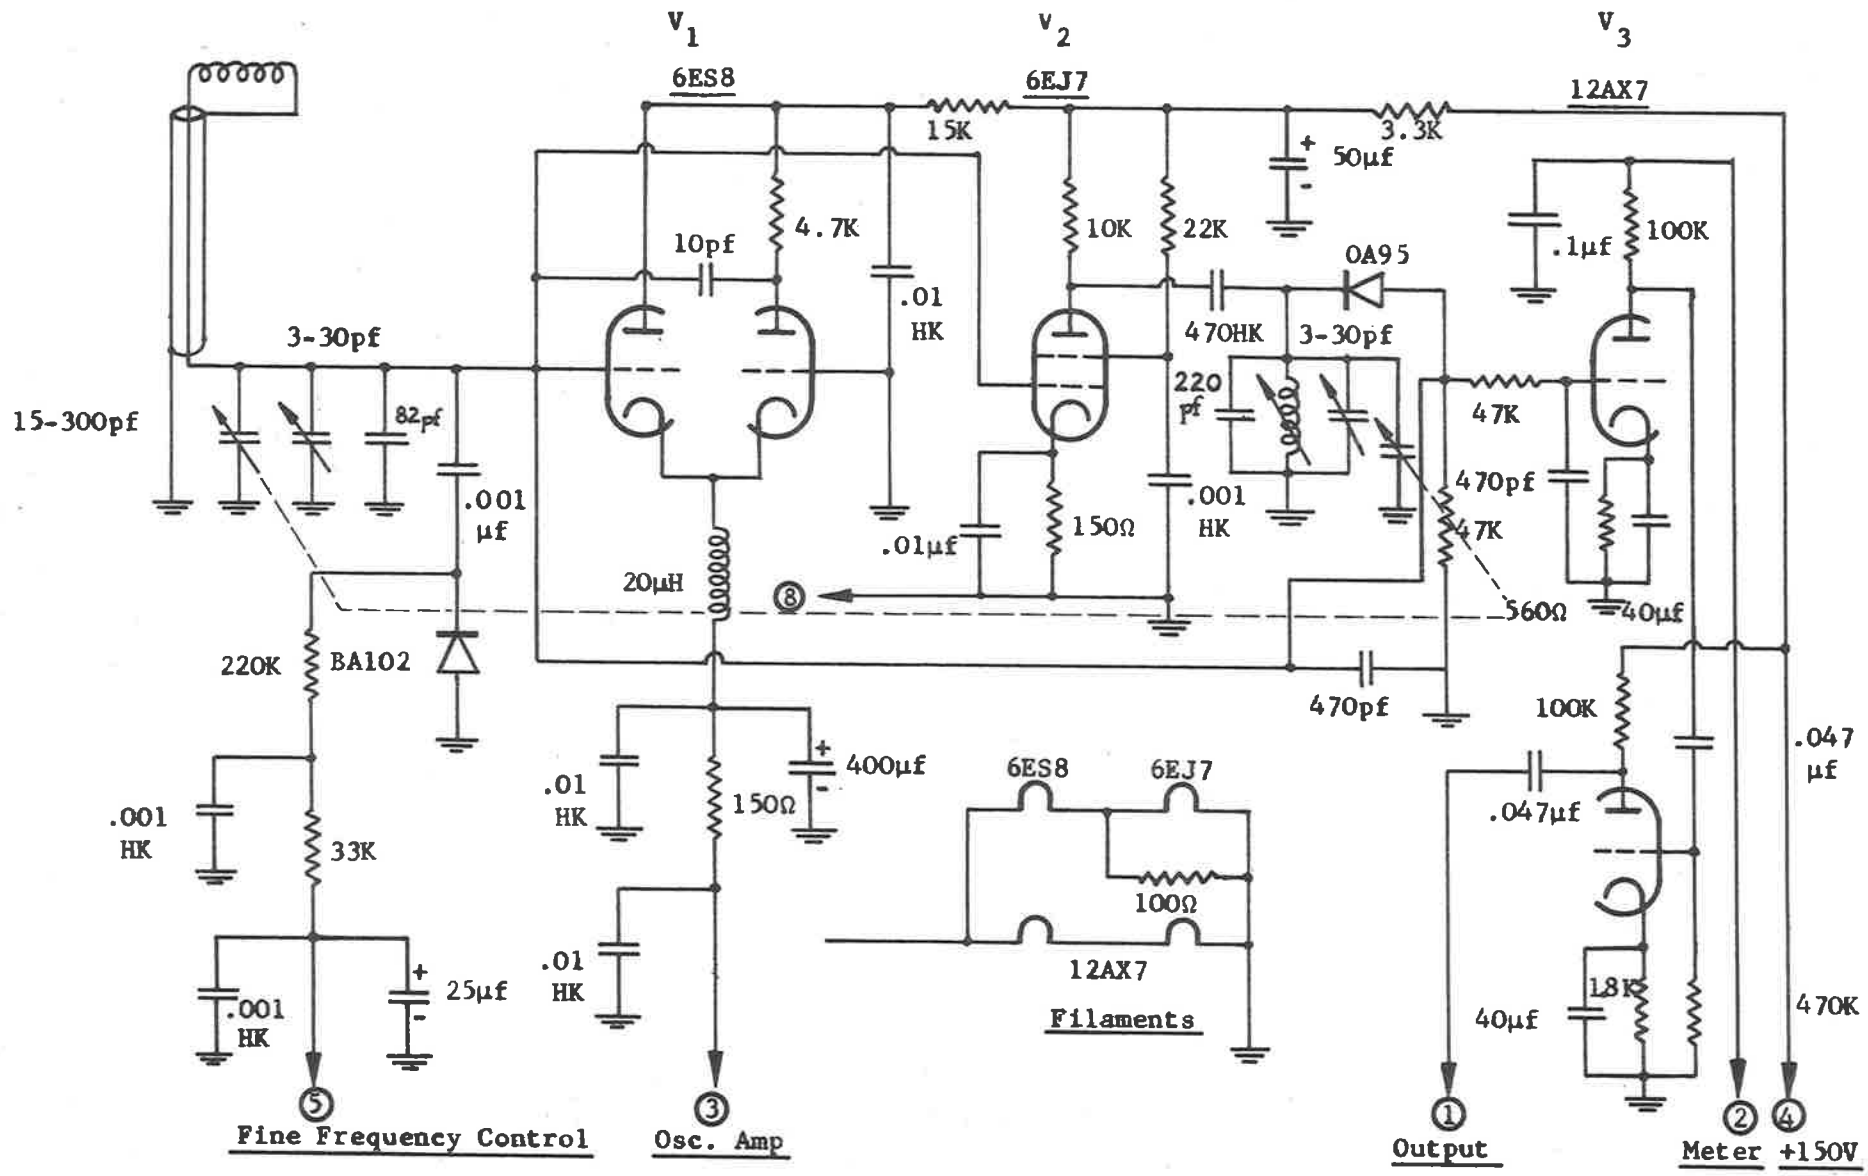 V1
V2
V3
6ES8
6EJ7
12AX7
15K
3.3K
+
50µf
-
4.7K
10K
22K
.1µf
100K
10pf
OA95
.01
HK
470HK
3-30pf
3-30pf
15-300pf
82pf
220
pf
47K
.001
µf
470pf
.001
HK
47K
.01µf
150Ω
20µH
8
560Ω
40µf
220K
BA102
470pf
100K
.047
µf
+
400µf
-
.01
HK
150Ω
6ES8
6EJ7
.047µf
.001
HK
33K
100Ω
.01
HK
12AX7
+
25µf
-
.001
HK
Filaments
40µf
1.8K
470K
5
3
1
2
4
Fine Frequency Control
Osc. Amp
Output
Meter
+150V